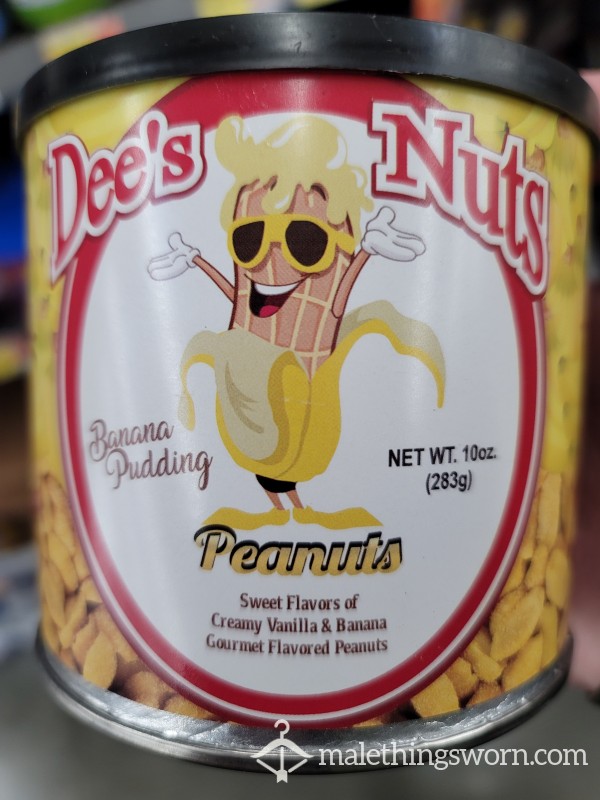 Dee's Nuts
Banana
Pudding
NET WT. 10oz.
(283g)
Peanuts
Sweet Flavors of
Creamy Vanilla & Banana
Gourmet Flavored Peanuts
malethingsworn.com